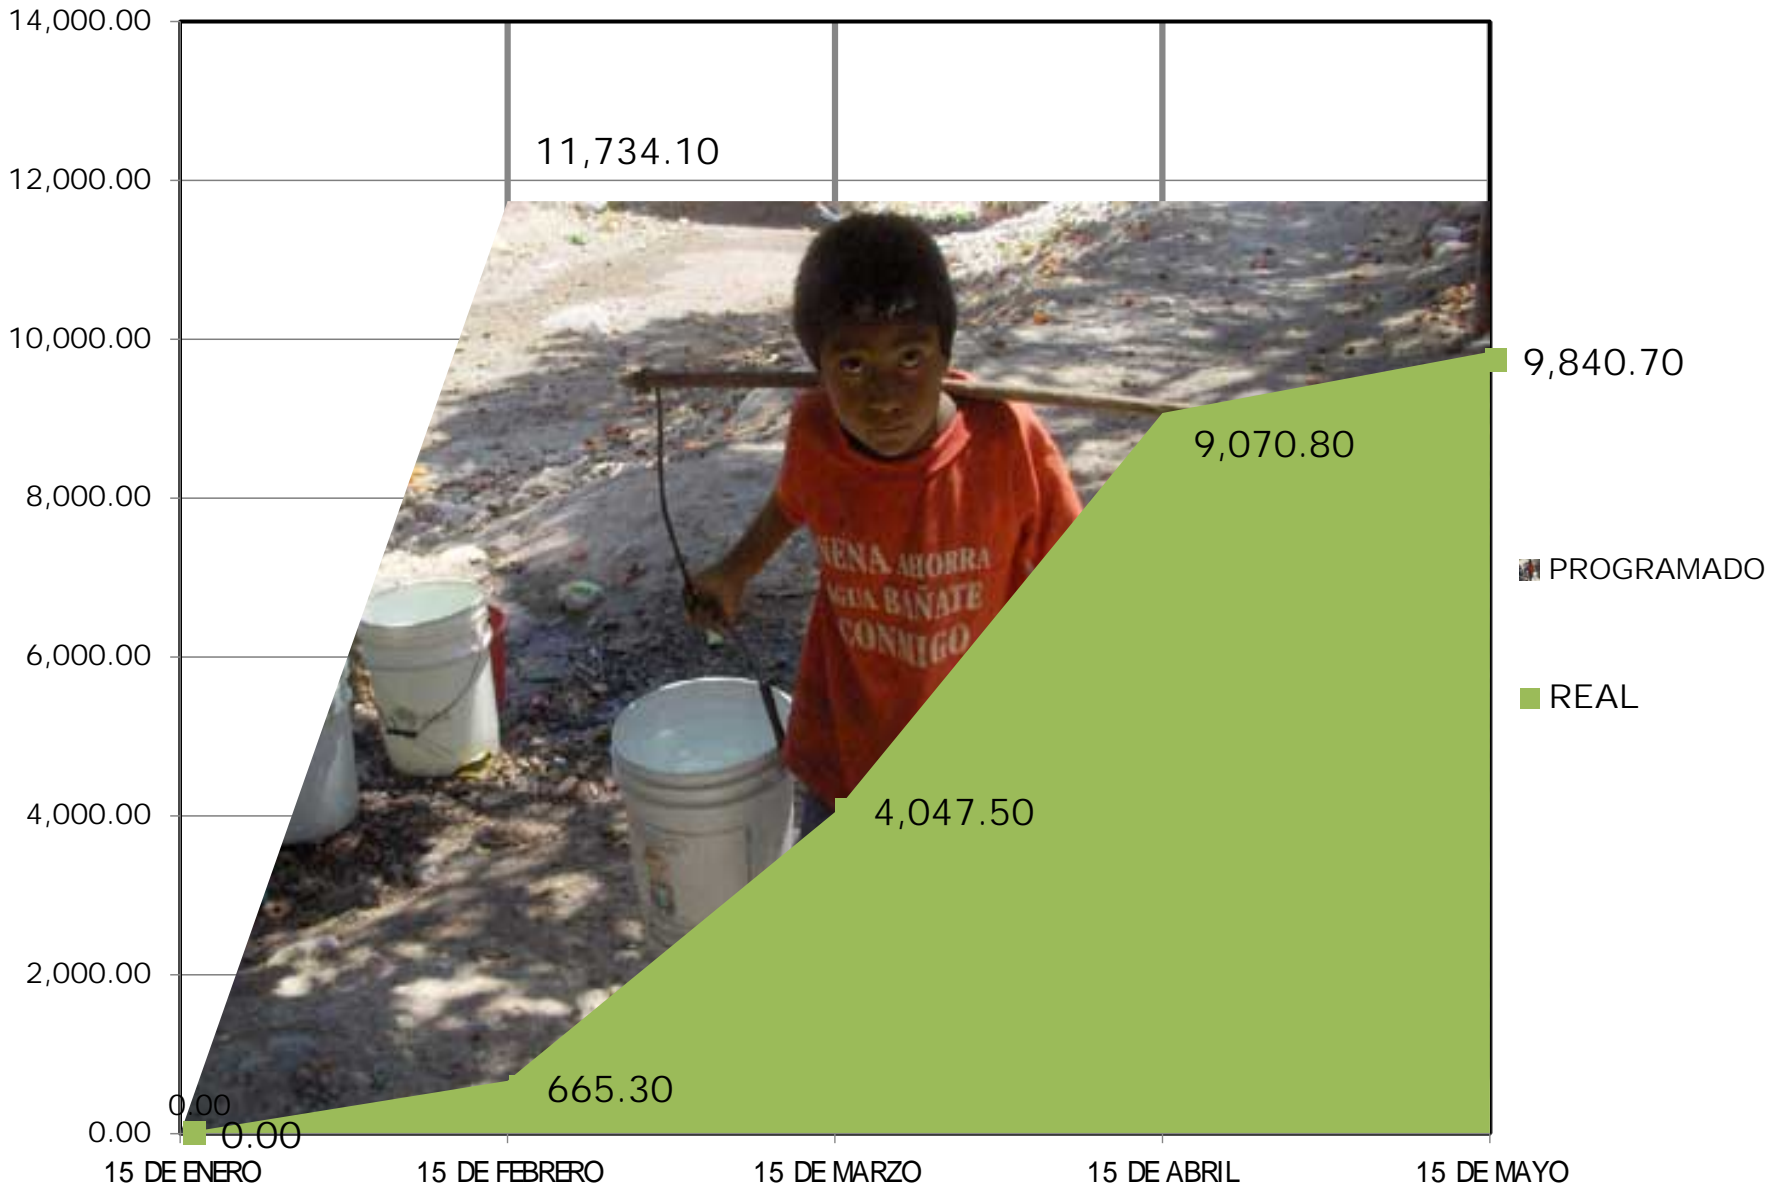 14,000.00
12,000.00
10,000.00
8,000.00
6,000.00
4,000.00
2,000.00
0.00
11,734.10
9,840.70
9,070.80
4,047.50
665.30
0.00
0.00
NENA AHORRA
AGUA BAÑATE
CONMIGO
PROGRAMADO
REAL
15 DE ENERO
15 DE FEBRERO
15 DE MARZO
15 DE ABRIL
15 DE MAYO